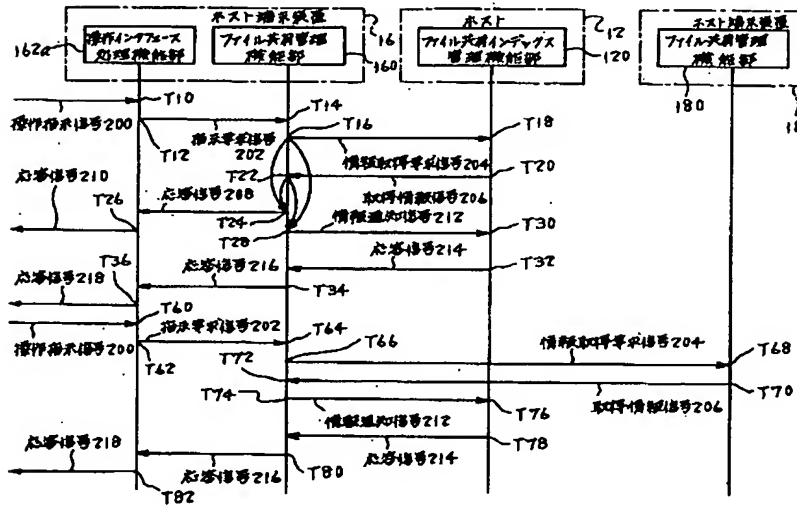 ホスト端末装置
16
ホスト
12
ホスト端末装置
162a
操作インタフェース
処理機能部
ファイル共有管理
機能部
160
ファイル共有インデックス
管理機能部
120
ファイル共有管理
機能部
180
18
T10
操作指示信号200
T12
T14
指示要求信号
202
T16
T18
情報取得要求信号204
T20
T22
取得情報信号206
応答信号210
T26
応答信号208
T24
情報通知信号212
T28
T30
応答信号214
T32
応答信号216
T34
T36
応答信号218
T60
指示要求信号202
操作指示信号200
T62
T64
T66
情報取得要求信号204
T68
T72
T70
取得情報信号206
T74
情報通知信号212
T76
T78
応答信号214
応答信号218
応答信号216
T80
T82